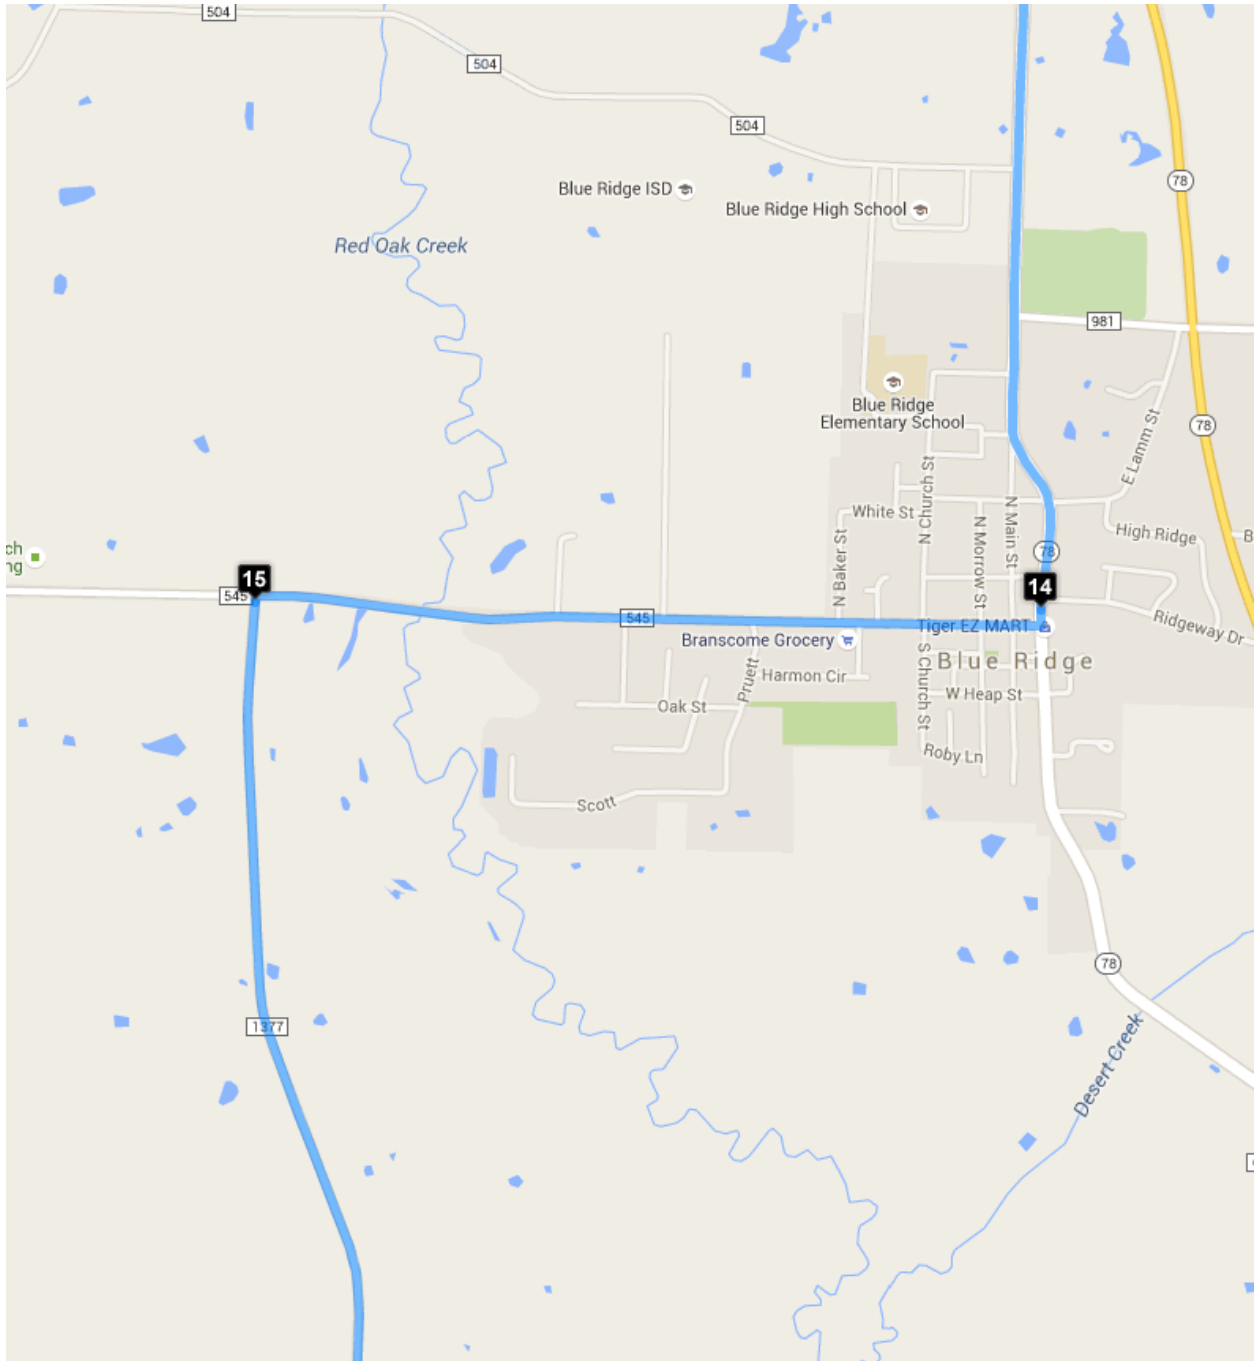 504
504
504
Blue Ridge ISD
78
Blue Ridge High School
Red Oak Creek
981
Blue Ridge
Elementary School
78
E Lamm St
N Church St
White St
N Main St
N Morrow St
High Ridge
N Baker St
B
78
ch
ng
15
14
545
545
Tiger EZ MART
Ridgeway Dr
Branscome Grocery
Blue Ridge
Harmon Cir
Pruett
S Church St
W Heap St
Oak St
Roby Ln
Scott
78
1377
Desert Creek